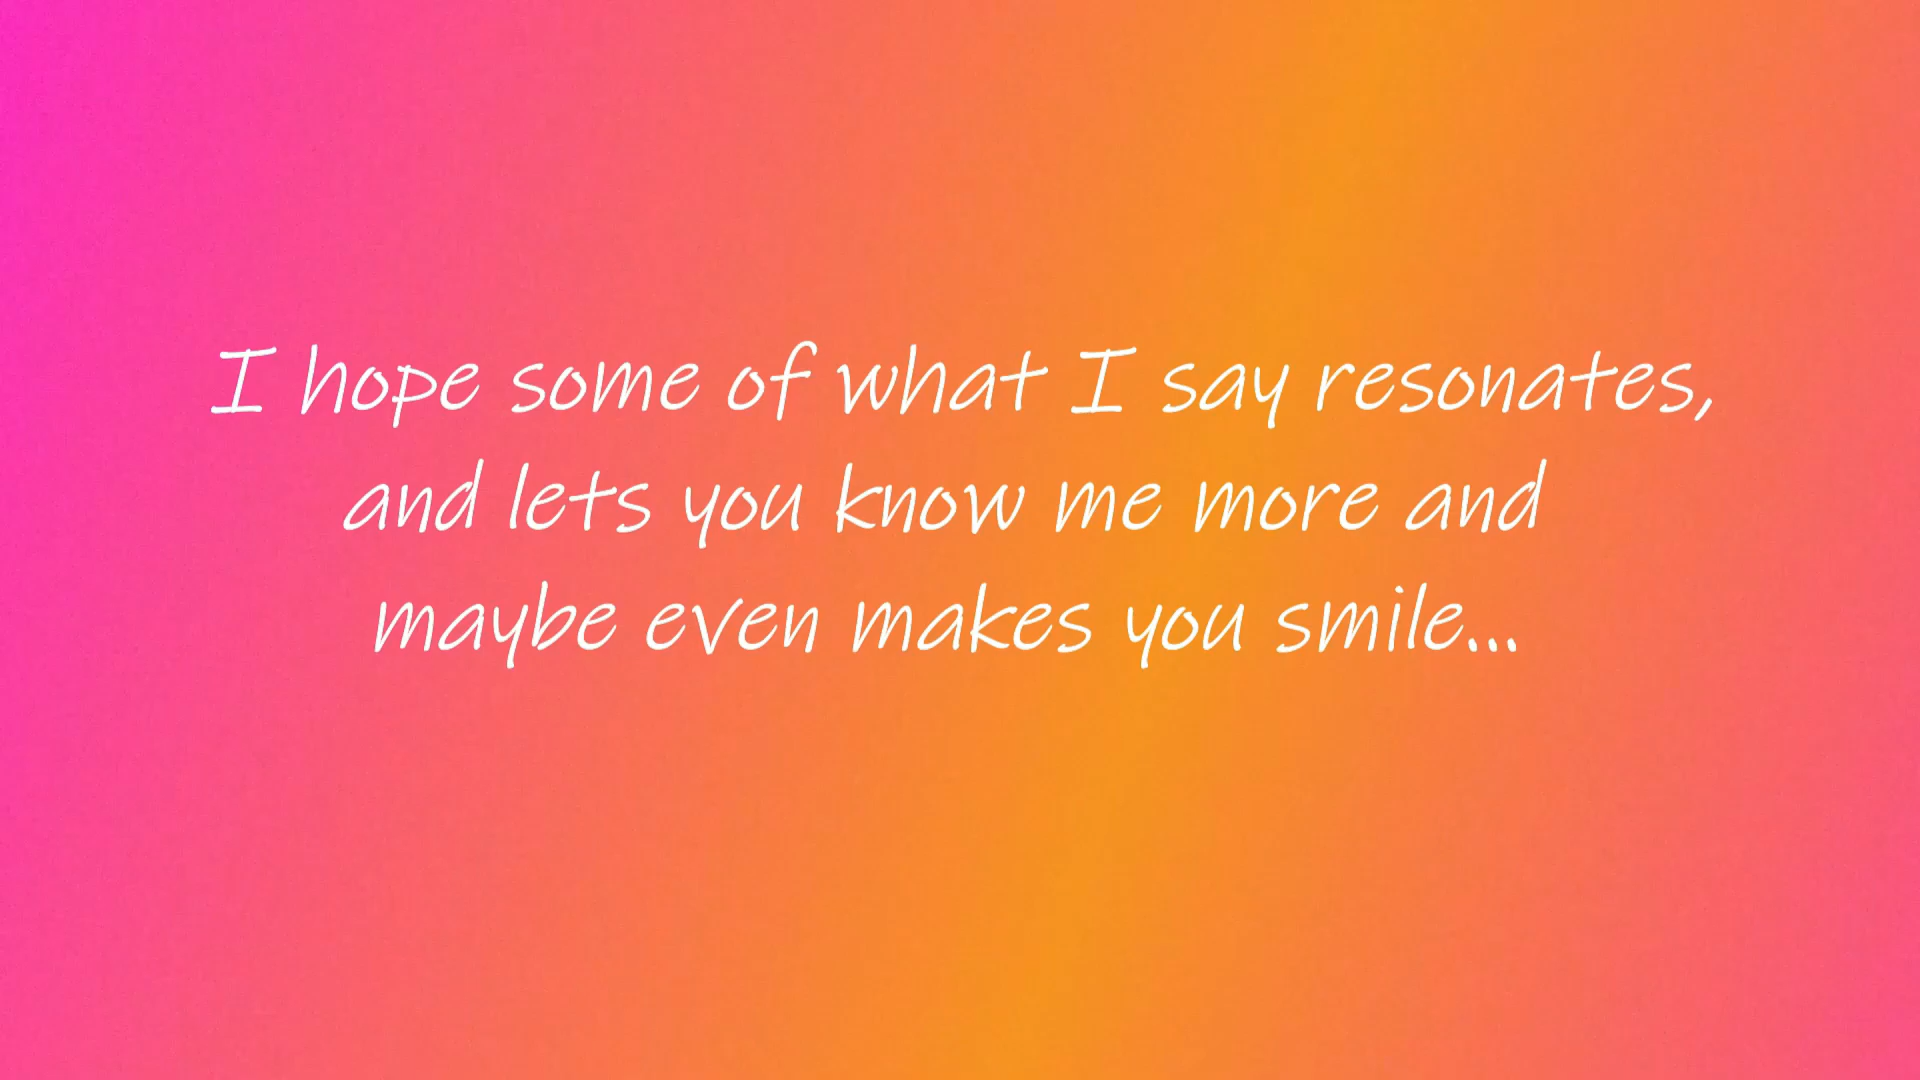 I hope some of what I say resonates,
and lets you know me more and
maybe even makes you smile...